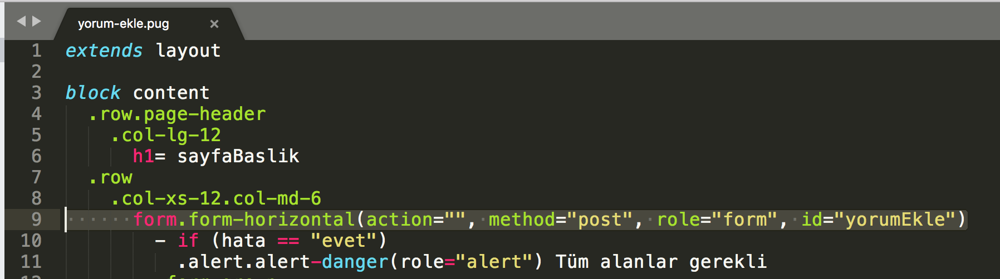 yorum-ekle.pug ×
1 extends layout
2
3 block content
4 .row.page-header
5 .col-lg-12
6 h1= sayfaBaslik
7 .row
8 .col-xs-12.col-md-6
9 form.form-horizontal(action="", method="post", role="form", id="yorumEkle")
10 - if (hata == "evet")
11 .alert.alert-danger(role="alert") Tüm alanlar gerekli